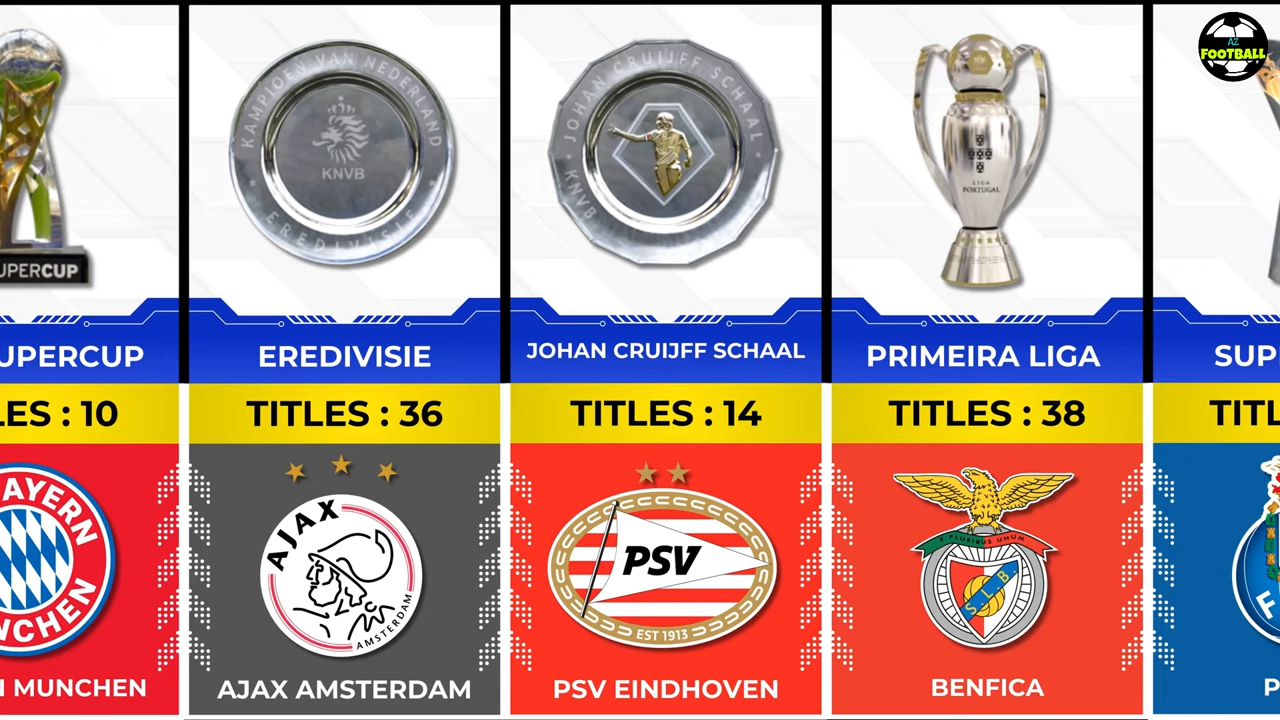 AZ
FOOTBALL
UPERCUP
KAMPIOEN VAN NEDERLAND
KNVB
EREDIVISIE
JOHAN CRUIJFF SCHAAL
KNVB
LIGA
PORTUGAL
UPERCUP
EREDIVISIE
JOHAN CRUIJFF SCHAAL
PRIMEIRA LIGA
SUP
LES : 10
TITLES : 36
TITLES : 14
TITLES : 38
TITL
AYERN
NCHEN
AJAX
AMSTERDAM
PSV
EST 1913
E PLURIBUS UNUM
S.L.B
F
N MUNCHEN
AJAX AMSTERDAM
PSV EINDHOVEN
BENFICA
P